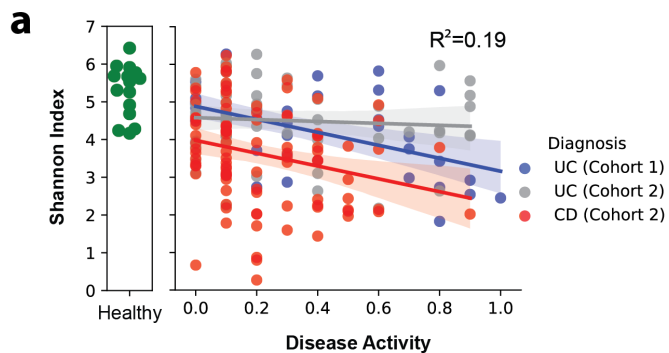 a
R²=0.19
7
6
5
4
3
2
1
0
Shannon Index
Healthy
0.0 0.2 0.4 0.6 0.8 1.0
Disease Activity
Diagnosis
UC (Cohort 1)
UC (Cohort 2)
CD (Cohort 2)